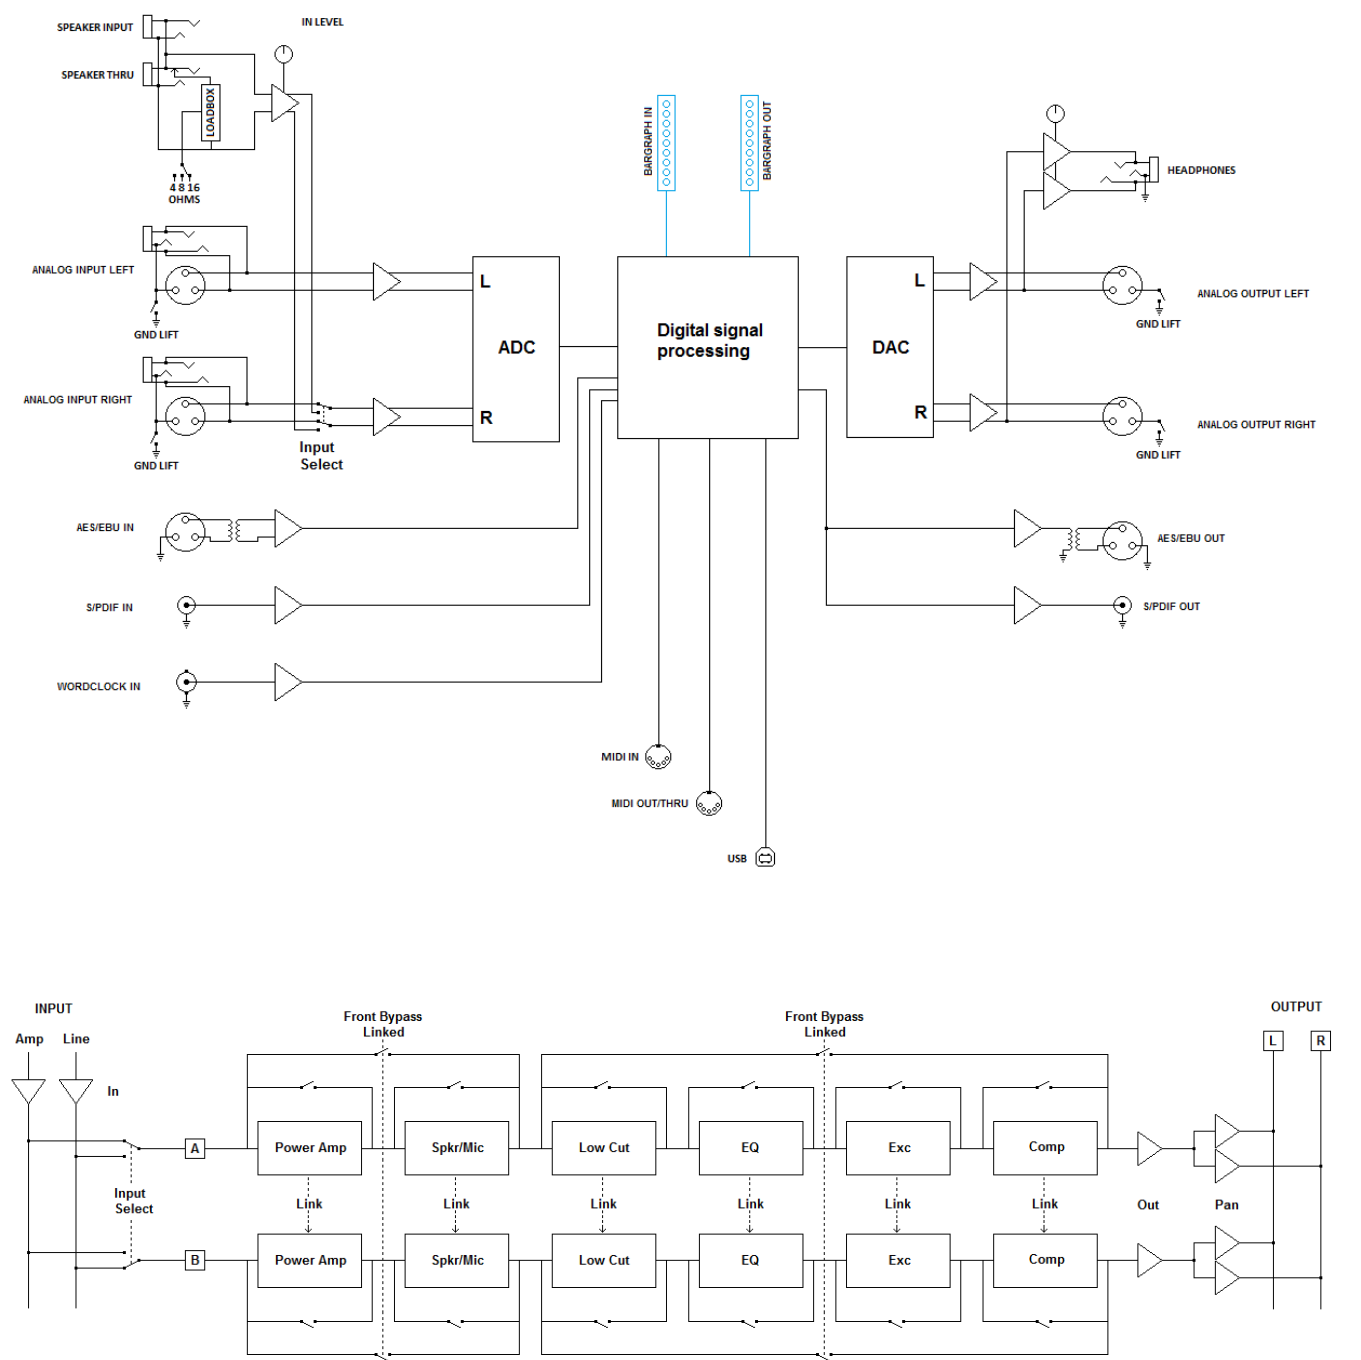 SPEAKER INPUT
IN LEVEL
SPEAKER THRU
LOADBOX
4 8 16
OHMS
BARGRAPH IN
BARGRAPH OUT
HEADPHONES
ANALOG INPUT LEFT
GND LIFT
L
ADC
R
Digital signal
processing
L
DAC
R
ANALOG OUTPUT LEFT
GND LIFT
ANALOG INPUT RIGHT
GND LIFT
Input
Select
ANALOG OUTPUT RIGHT
GND LIFT
AES/EBU IN
AES/EBU OUT
S/PDIF IN
S/PDIF OUT
WORDCLOCK IN
MIDI IN
MIDI OUT/THRU
USB
INPUT
Amp Line
In
Front Bypass
Linked
Front Bypass
Linked
OUTPUT
L R
A Power Amp Spkr/Mic Low Cut EQ Exc Comp
Input
Select
Link Link Link Link Link Link Out Pan
B Power Amp Spkr/Mic Low Cut EQ Exc Comp